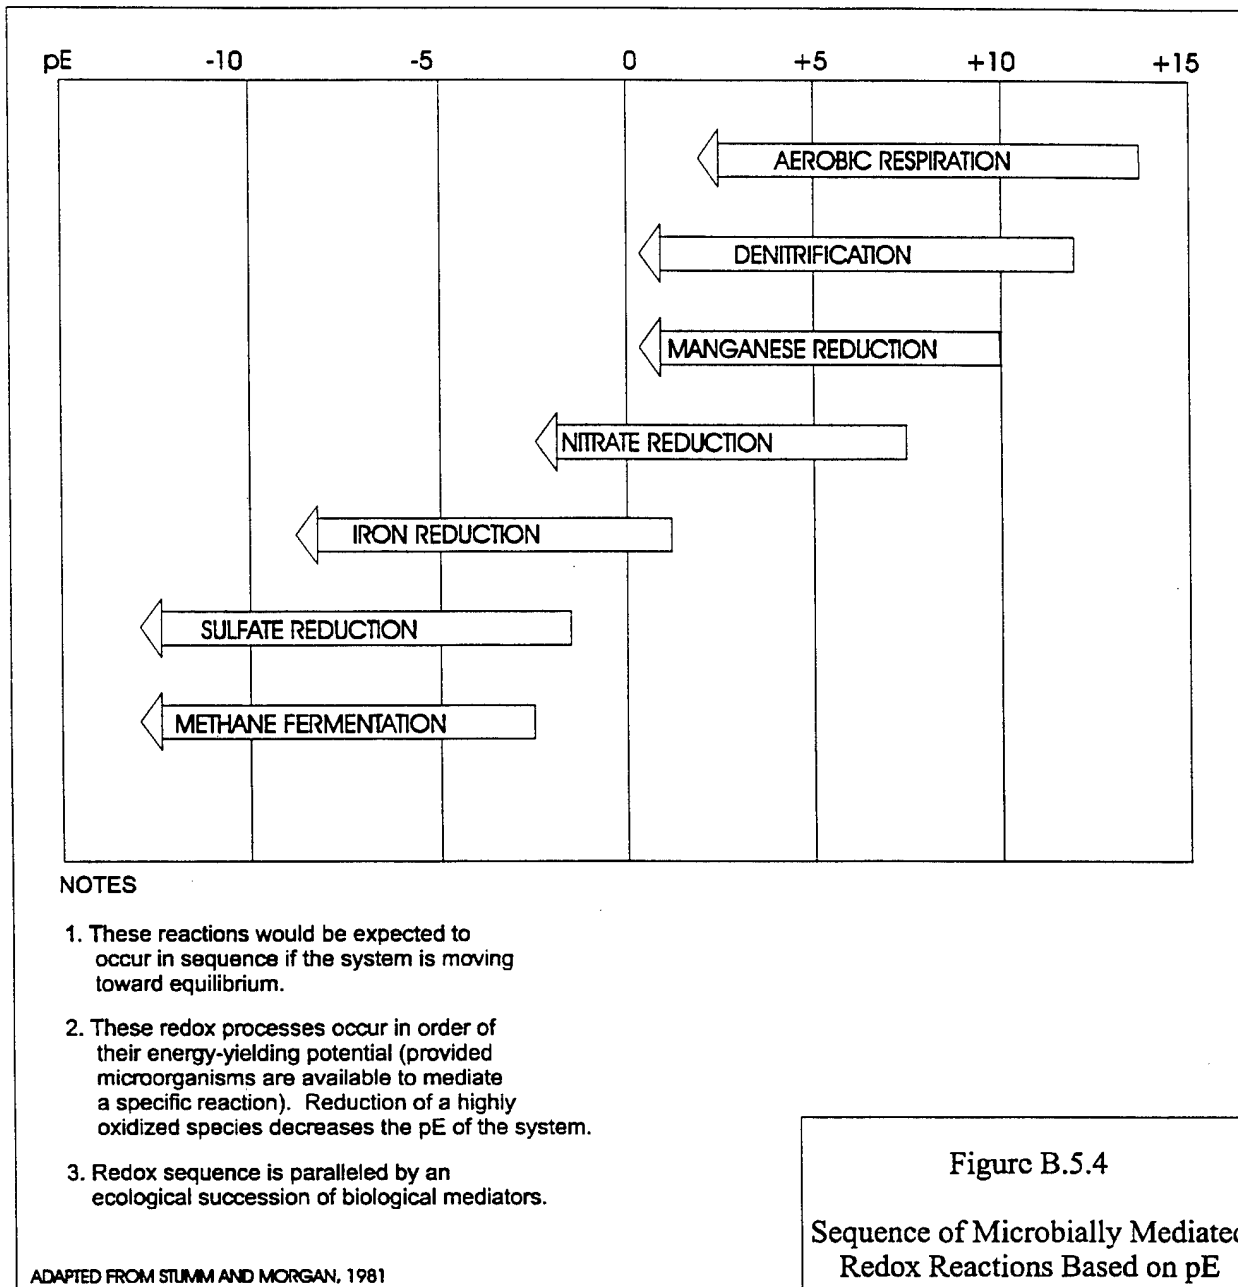 pE -10 -5 0 +5 +10 +15
AEROBIC RESPIRATION
DENITRIFICATION
MANGANESE REDUCTION
NITRATE REDUCTION
IRON REDUCTION
SULFATE REDUCTION
METHANE FERMENTATION
NOTES
1. These reactions would be expected to
occur in sequence if the system is moving
toward equilibrium.
2. These redox processes occur in order of
their energy-yielding potential (provided
microorganisms are available to mediate
a specific reaction). Reduction of a highly
oxidized species decreases the pE of the system.
3. Redox sequence is paralleled by an
ecological succession of biological mediators.
Figure B.5.4
Sequence of Microbially Mediated
Redox Reactions Based on pE
ADAPTED FROM STUMM AND MORGAN, 1981